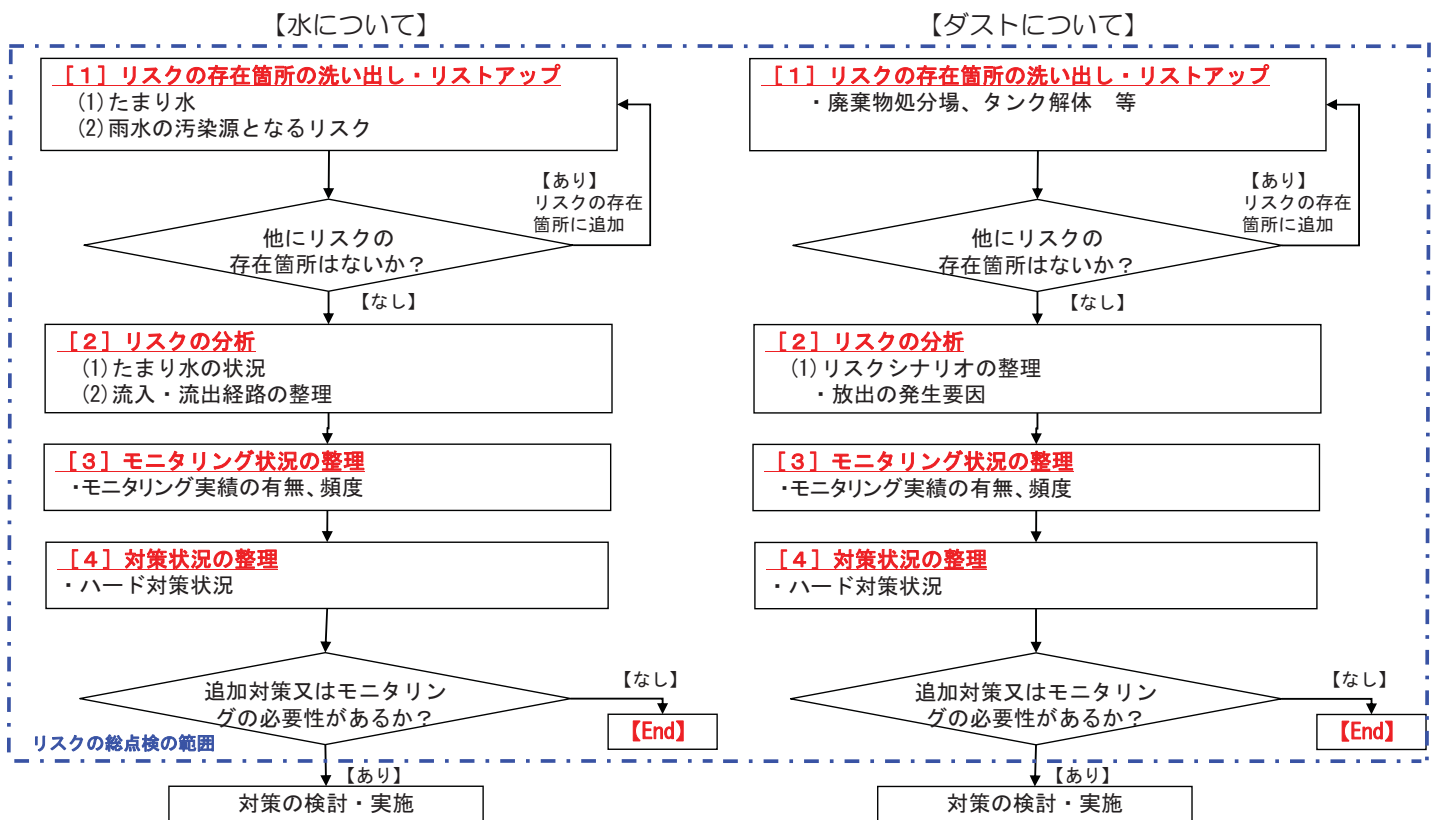 【水について】
[１] リスクの存在箇所の洗い出し・リストアップ
(1)たまり水
(2)雨水の汚染源となるリスク
【あり】
リスクの存在
箇所に追加
他にリスクの
存在箇所はないか？
【なし】
[２] リスクの分析
(1)たまり水の状況
(2)流入・流出経路の整理
[３] モニタリング状況の整理
・モニタリング実績の有無、頻度
[４] 対策状況の整理
・ハード対策状況
追加対策又はモニタリン
グの必要性があるか？
【なし】
【End】
リスクの総点検の範囲
【あり】
対策の検討・実施
【ダストについて】
[１] リスクの存在箇所の洗い出し・リストアップ
・廃棄物処分場、タンク解体　等
【あり】
リスクの存在
箇所に追加
他にリスクの
存在箇所はないか？
【なし】
[２] リスクの分析
(1)リスクシナリオの整理
・放出の発生要因
[３] モニタリング状況の整理
・モニタリング実績の有無、頻度
[４] 対策状況の整理
・ハード対策状況
追加対策又はモニタリン
グの必要性があるか？
【なし】
【End】
【あり】
対策の検討・実施